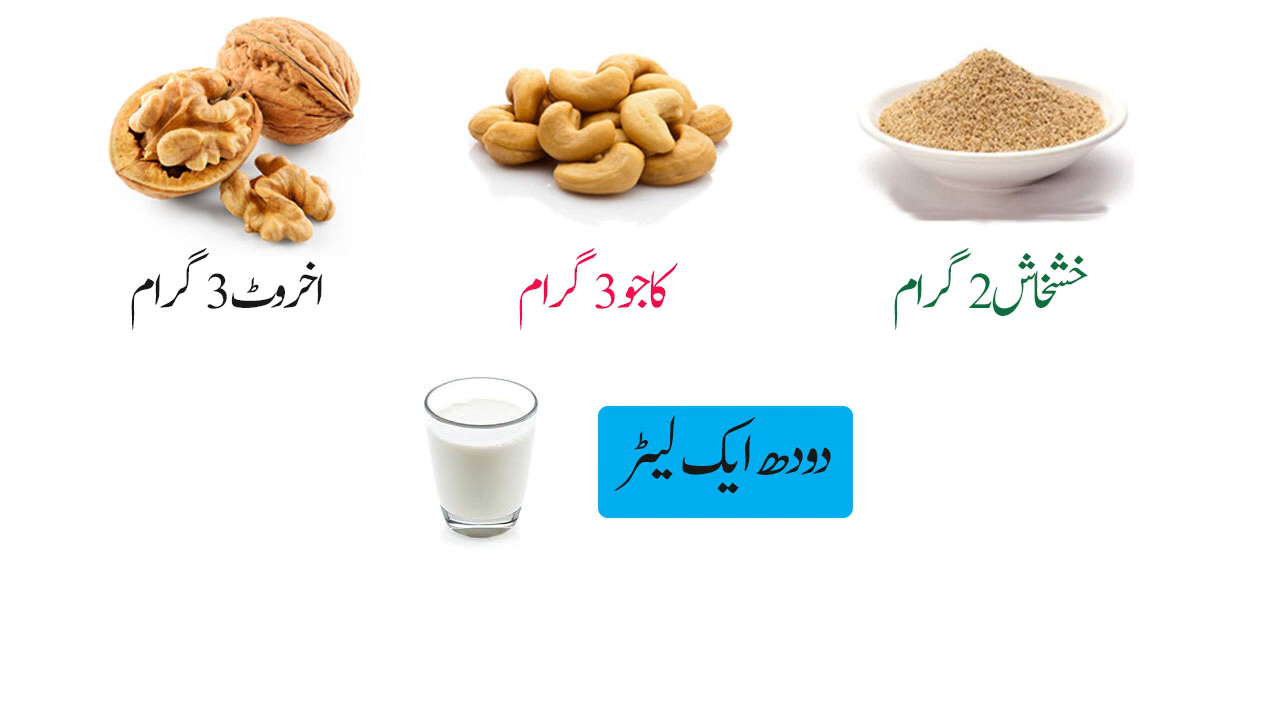 خشخاش 2 گرام
کاجو 3 گرام
اخروٹ 3 گرام
دودھ ایک لیٹر